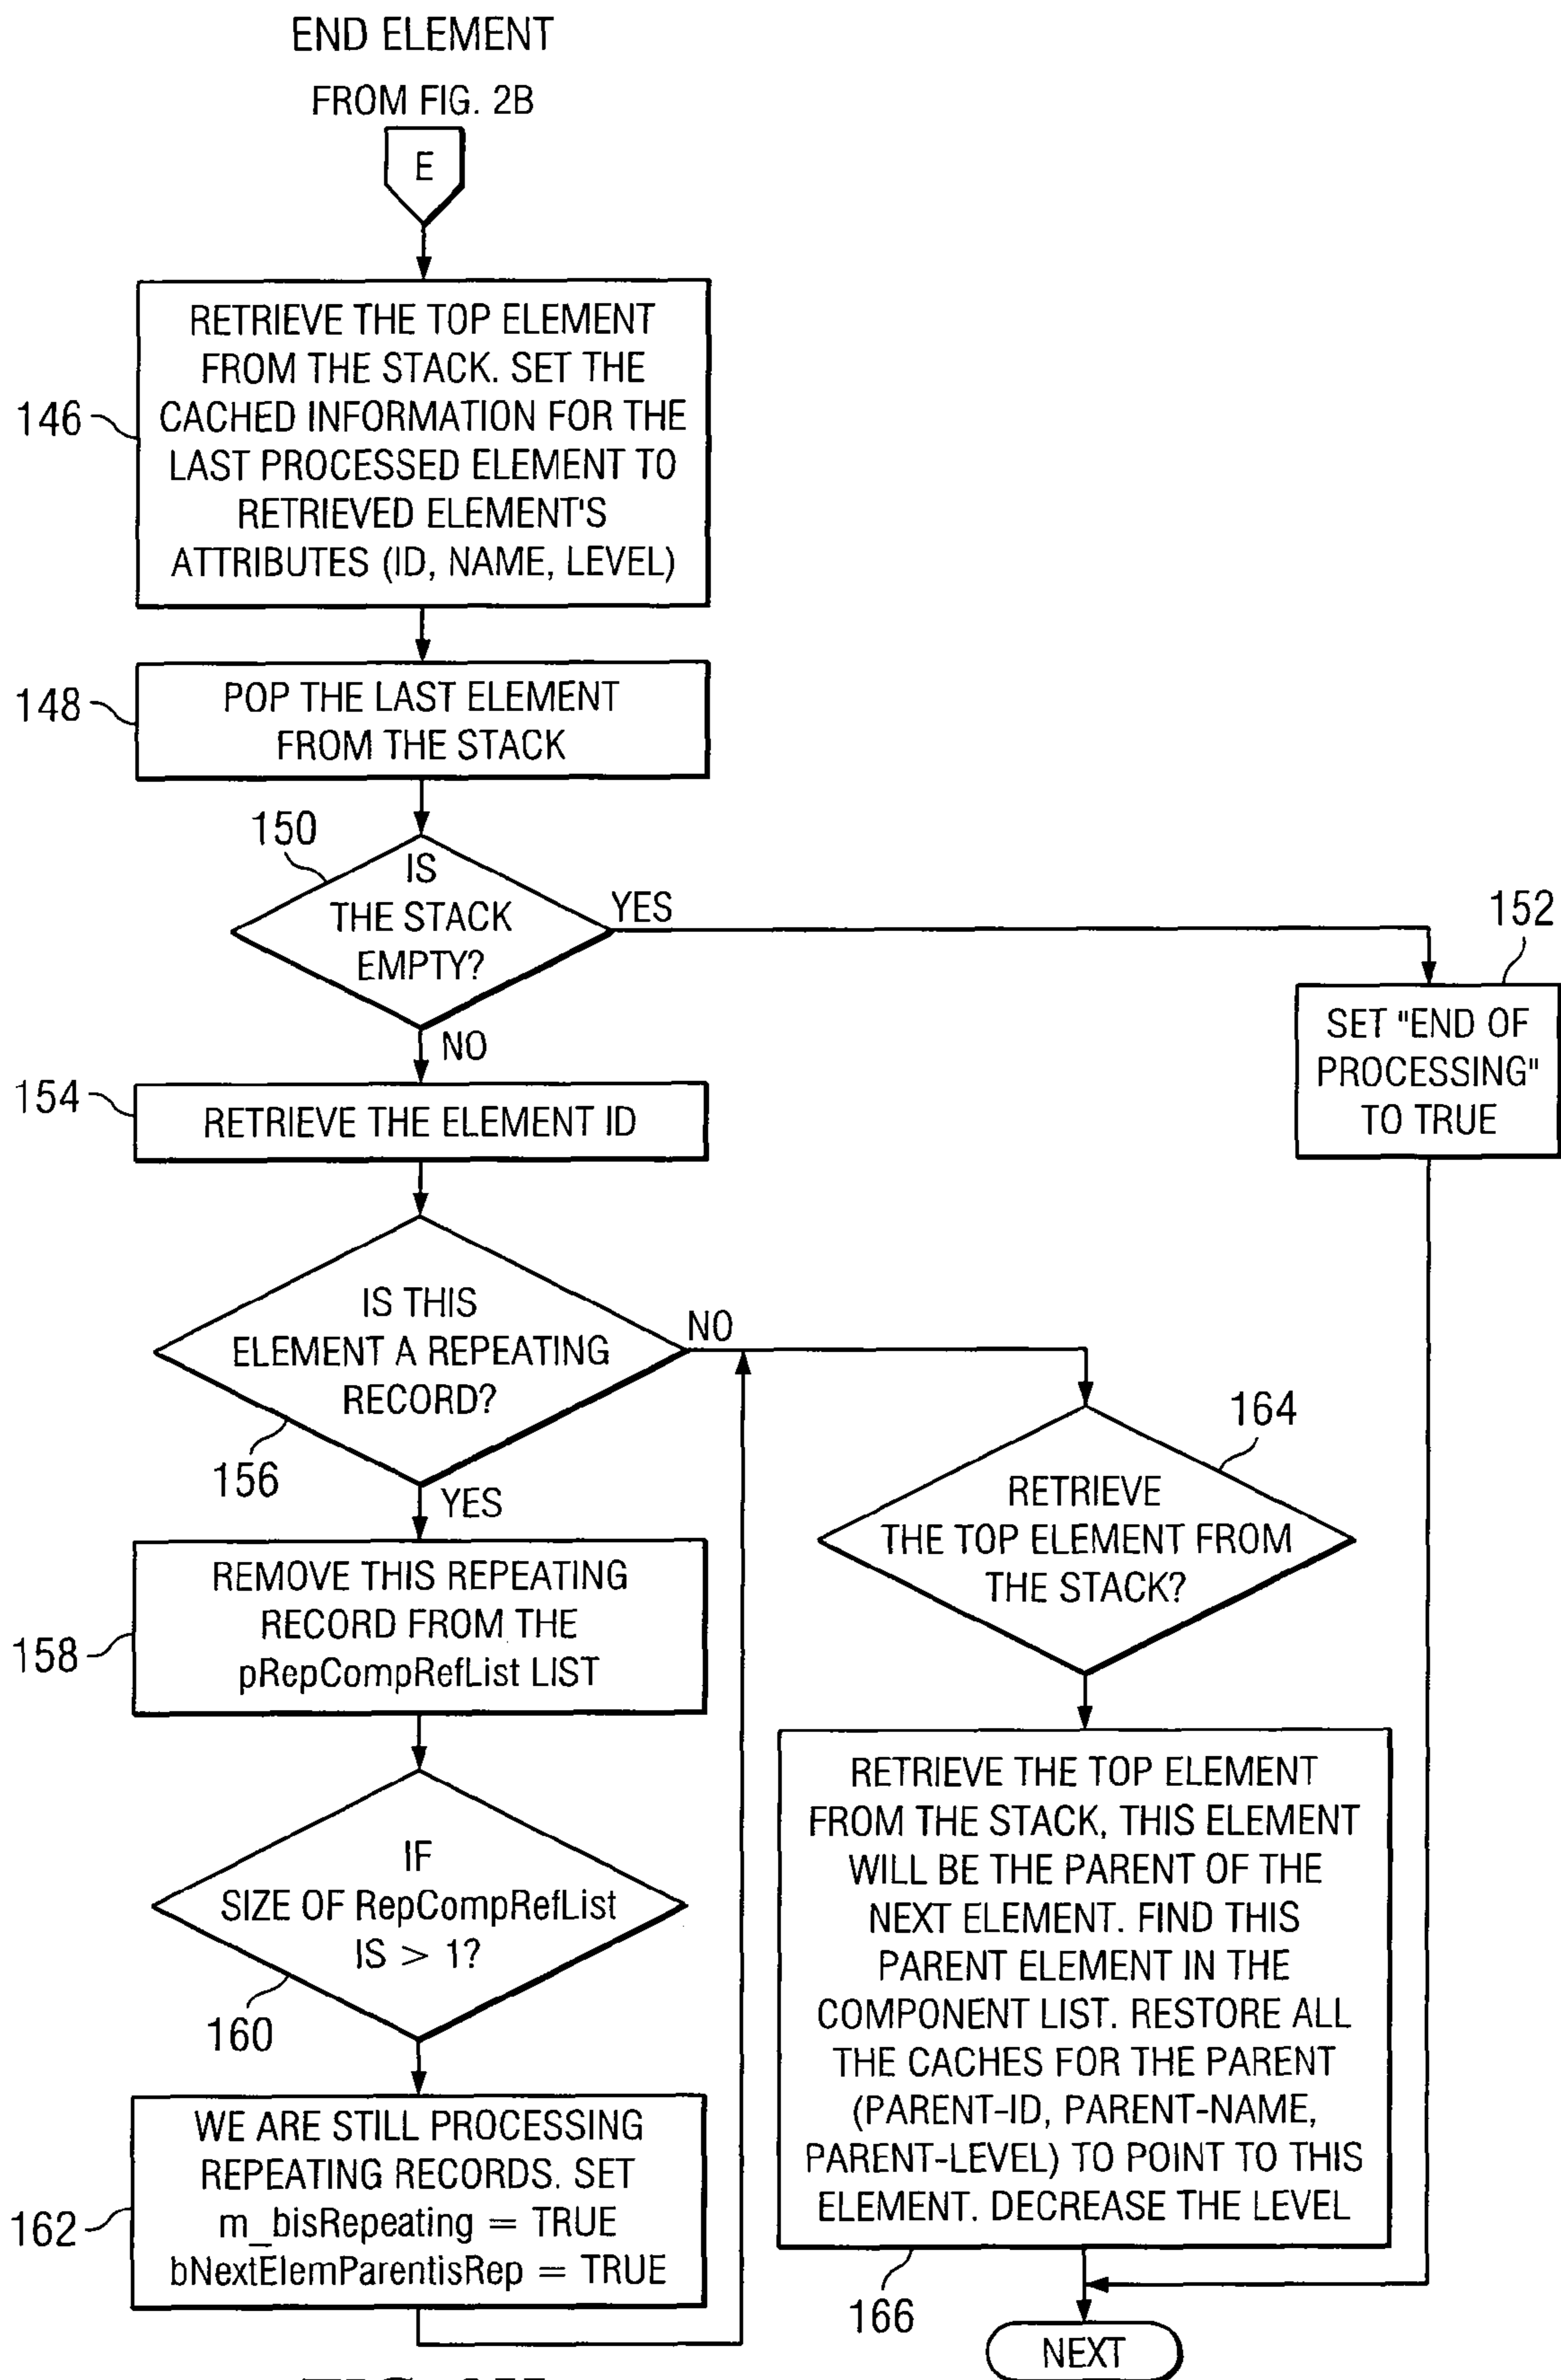 END ELEMENT
FROM FIG. 2B
E
146
RETRIEVE THE TOP ELEMENT
FROM THE STACK. SET THE
CACHED INFORMATION FOR THE
LAST PROCESSED ELEMENT TO
RETRIEVED ELEMENT'S
ATTRIBUTES (ID, NAME, LEVEL)
148
POP THE LAST ELEMENT
FROM THE STACK
150
IS
THE STACK
EMPTY?
YES
NO
152
SET "END OF
PROCESSING"
TO TRUE
154
RETRIEVE THE ELEMENT ID
IS THIS
ELEMENT A REPEATING
RECORD?
NO
156
YES
158
REMOVE THIS REPEATING
RECORD FROM THE
pRepCompRefList LIST
IF
SIZE OF RepCompRefList
IS > 1?
160
162
WE ARE STILL PROCESSING
REPEATING RECORDS. SET
m_bisRepeating = TRUE
bNextElemParentisRep = TRUE
164
RETRIEVE
THE TOP ELEMENT FROM
THE STACK?
RETRIEVE THE TOP ELEMENT
FROM THE STACK, THIS ELEMENT
WILL BE THE PARENT OF THE
NEXT ELEMENT. FIND THIS
PARENT ELEMENT IN THE
COMPONENT LIST. RESTORE ALL
THE CACHES FOR THE PARENT
(PARENT-ID, PARENT-NAME,
PARENT-LEVEL) TO POINT TO THIS
ELEMENT. DECREASE THE LEVEL
166
NEXT